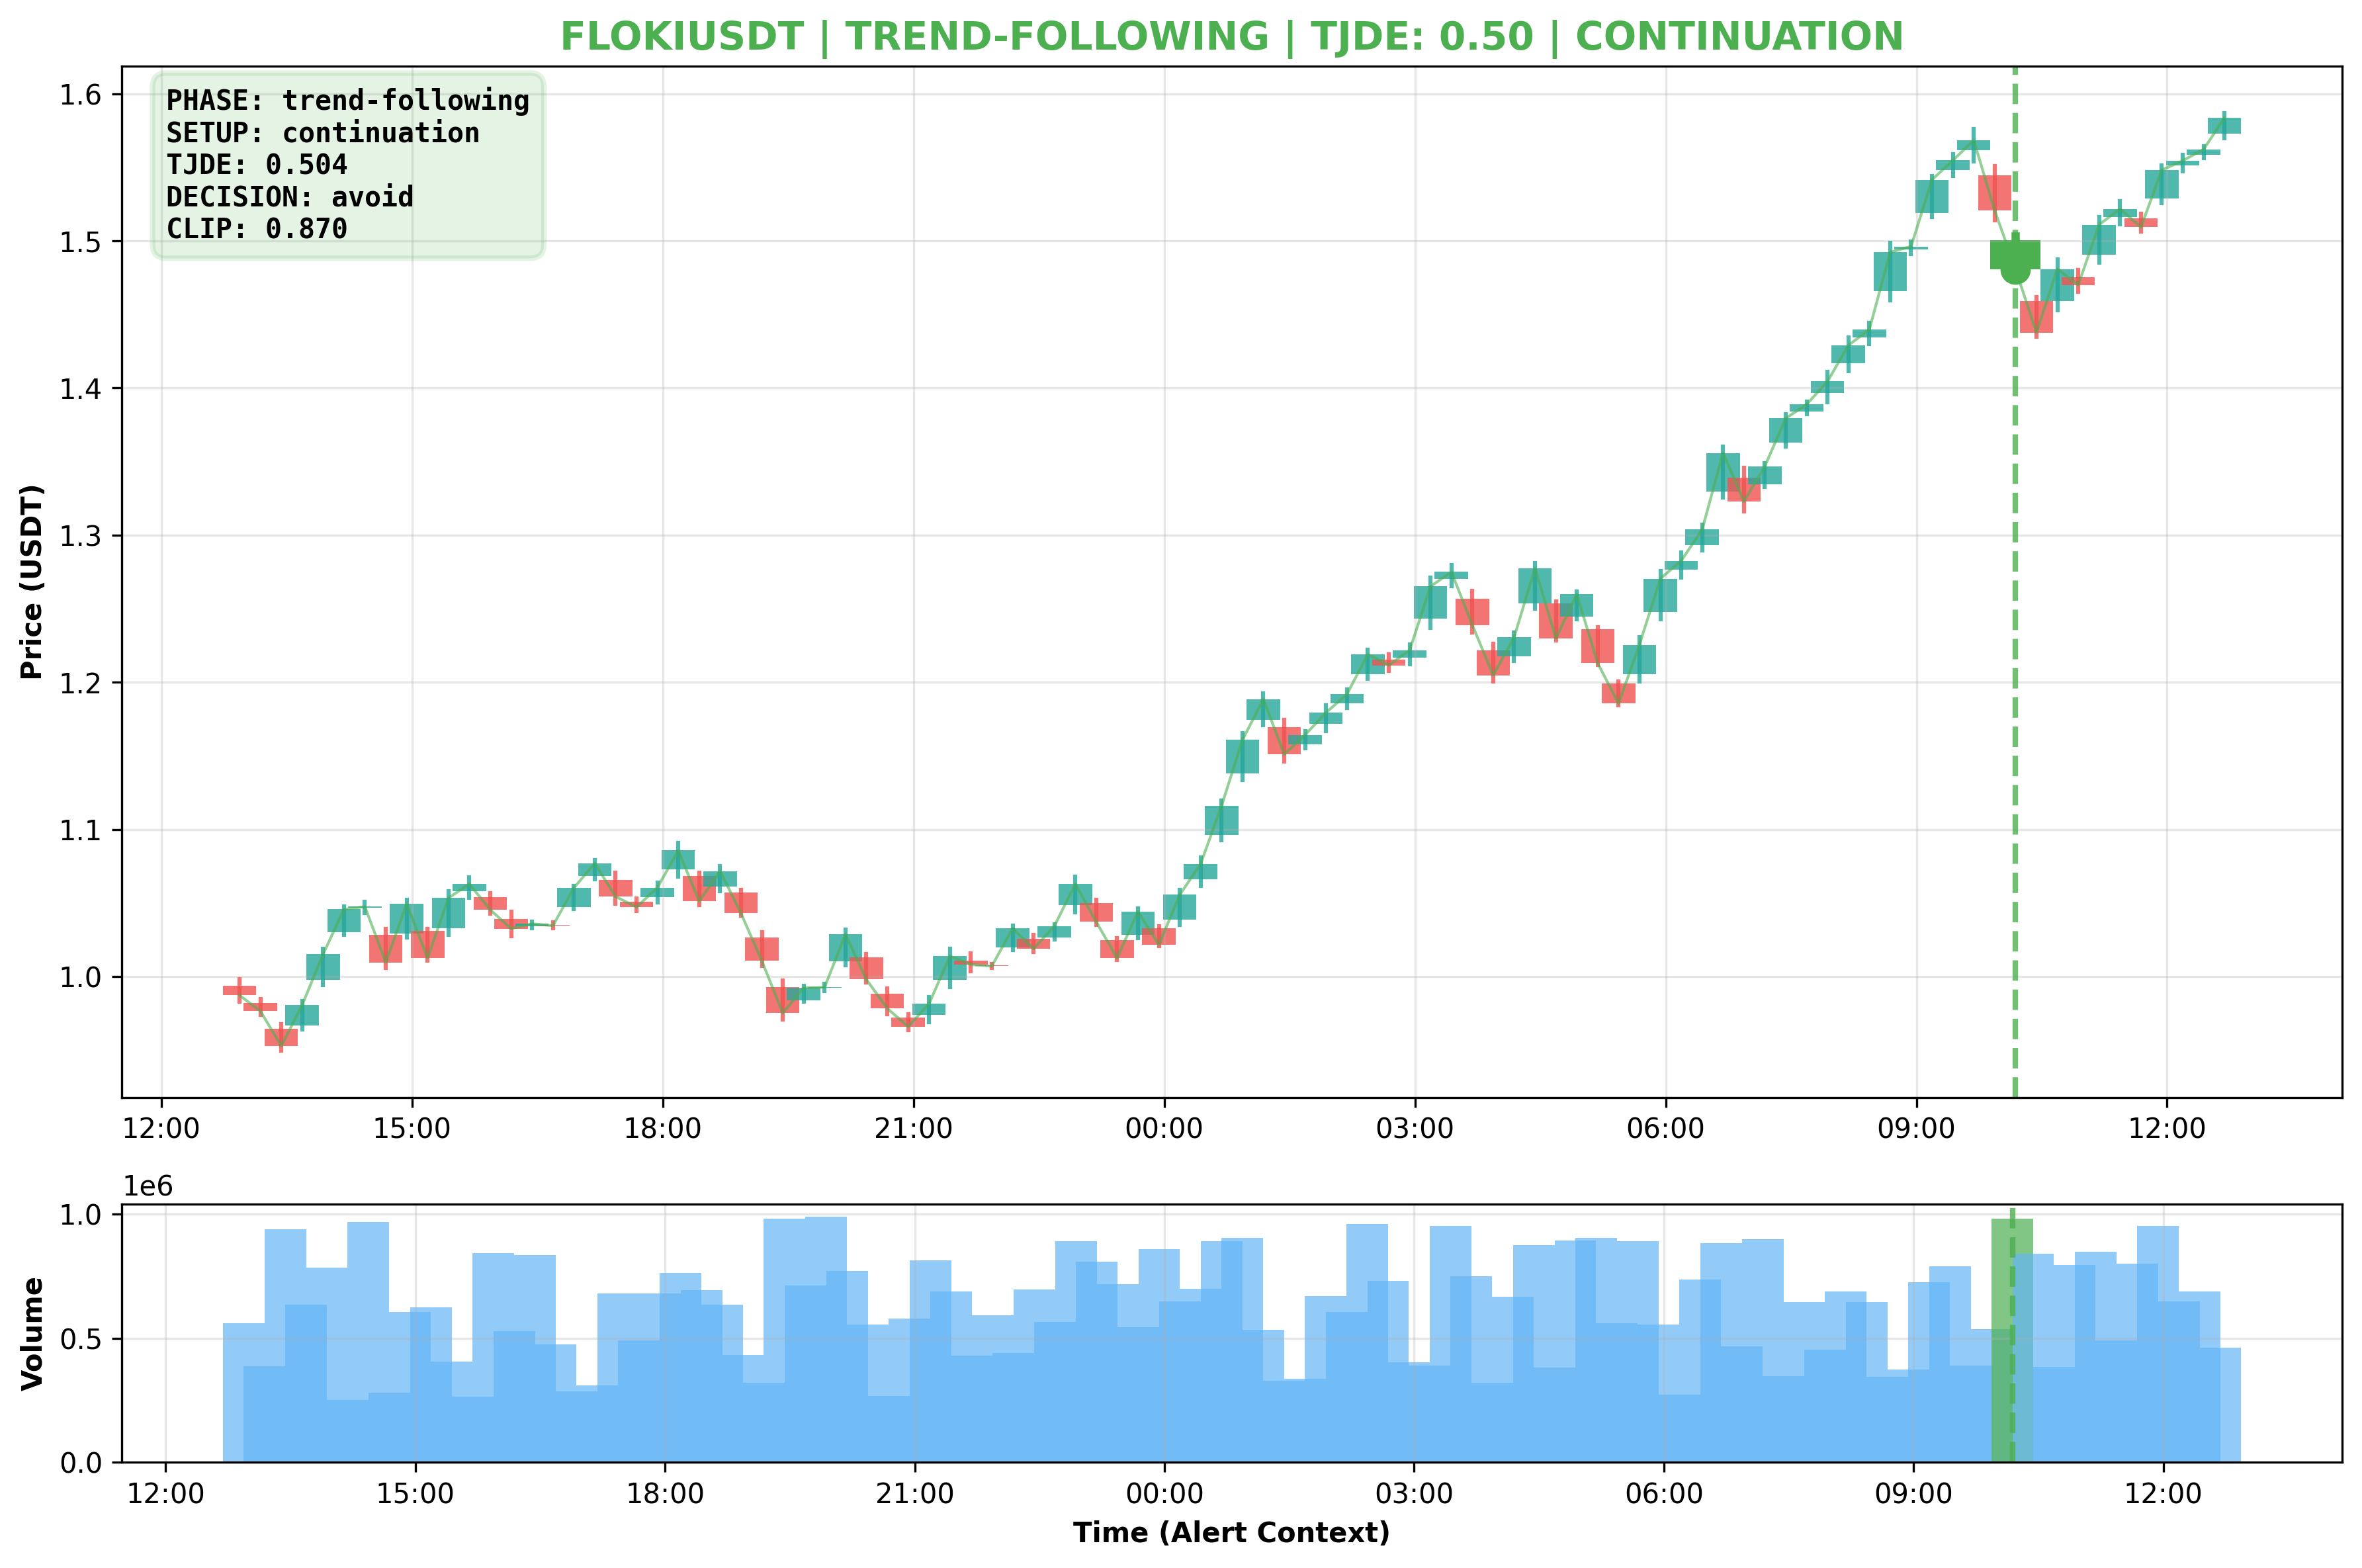 FLOKIUSDT | TREND-FOLLOWING | TJDE: 0.50 | CONTINUATION
PHASE: trend-following
SETUP: continuation
TJDE: 0.504
DECISION: avoid
CLIP: 0.870
Price (USDT)
1.6
1.5
1.4
1.3
1.2
1.1
1.0
12:00 15:00 18:00 21:00 00:00 03:00 06:00 09:00 12:00
1e6
Volume
1.0
0.5
0.0
12:00 15:00 18:00 21:00 00:00 03:00 06:00 09:00 12:00
Time (Alert Context)